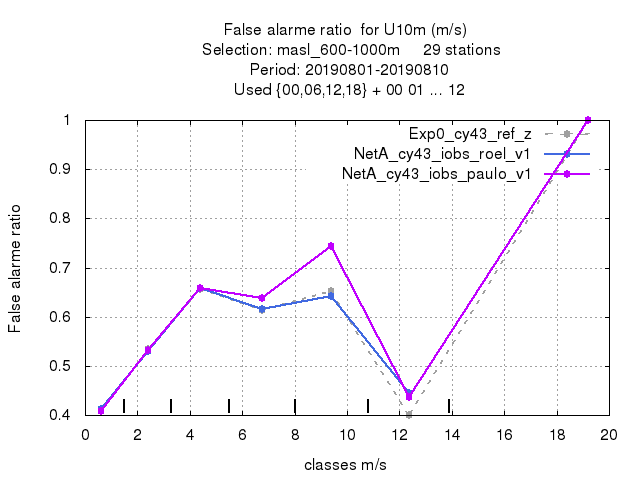 False alarme ratio  for U10m (m/s)
Selection: masl_600-1000m     29 stations
Period: 20190801-20190810
Used {00,06,12,18} + 00 01 ... 12
Exp0_cy43_ref_z
NetA_cy43_iobs_roel_v1
NetA_cy43_iobs_paulo_v1
False alarme ratio
1
0.9
0.8
0.7
0.6
0.5
0.4
0 2 4 6 8 10 12 14 16 18 20
classes m/s